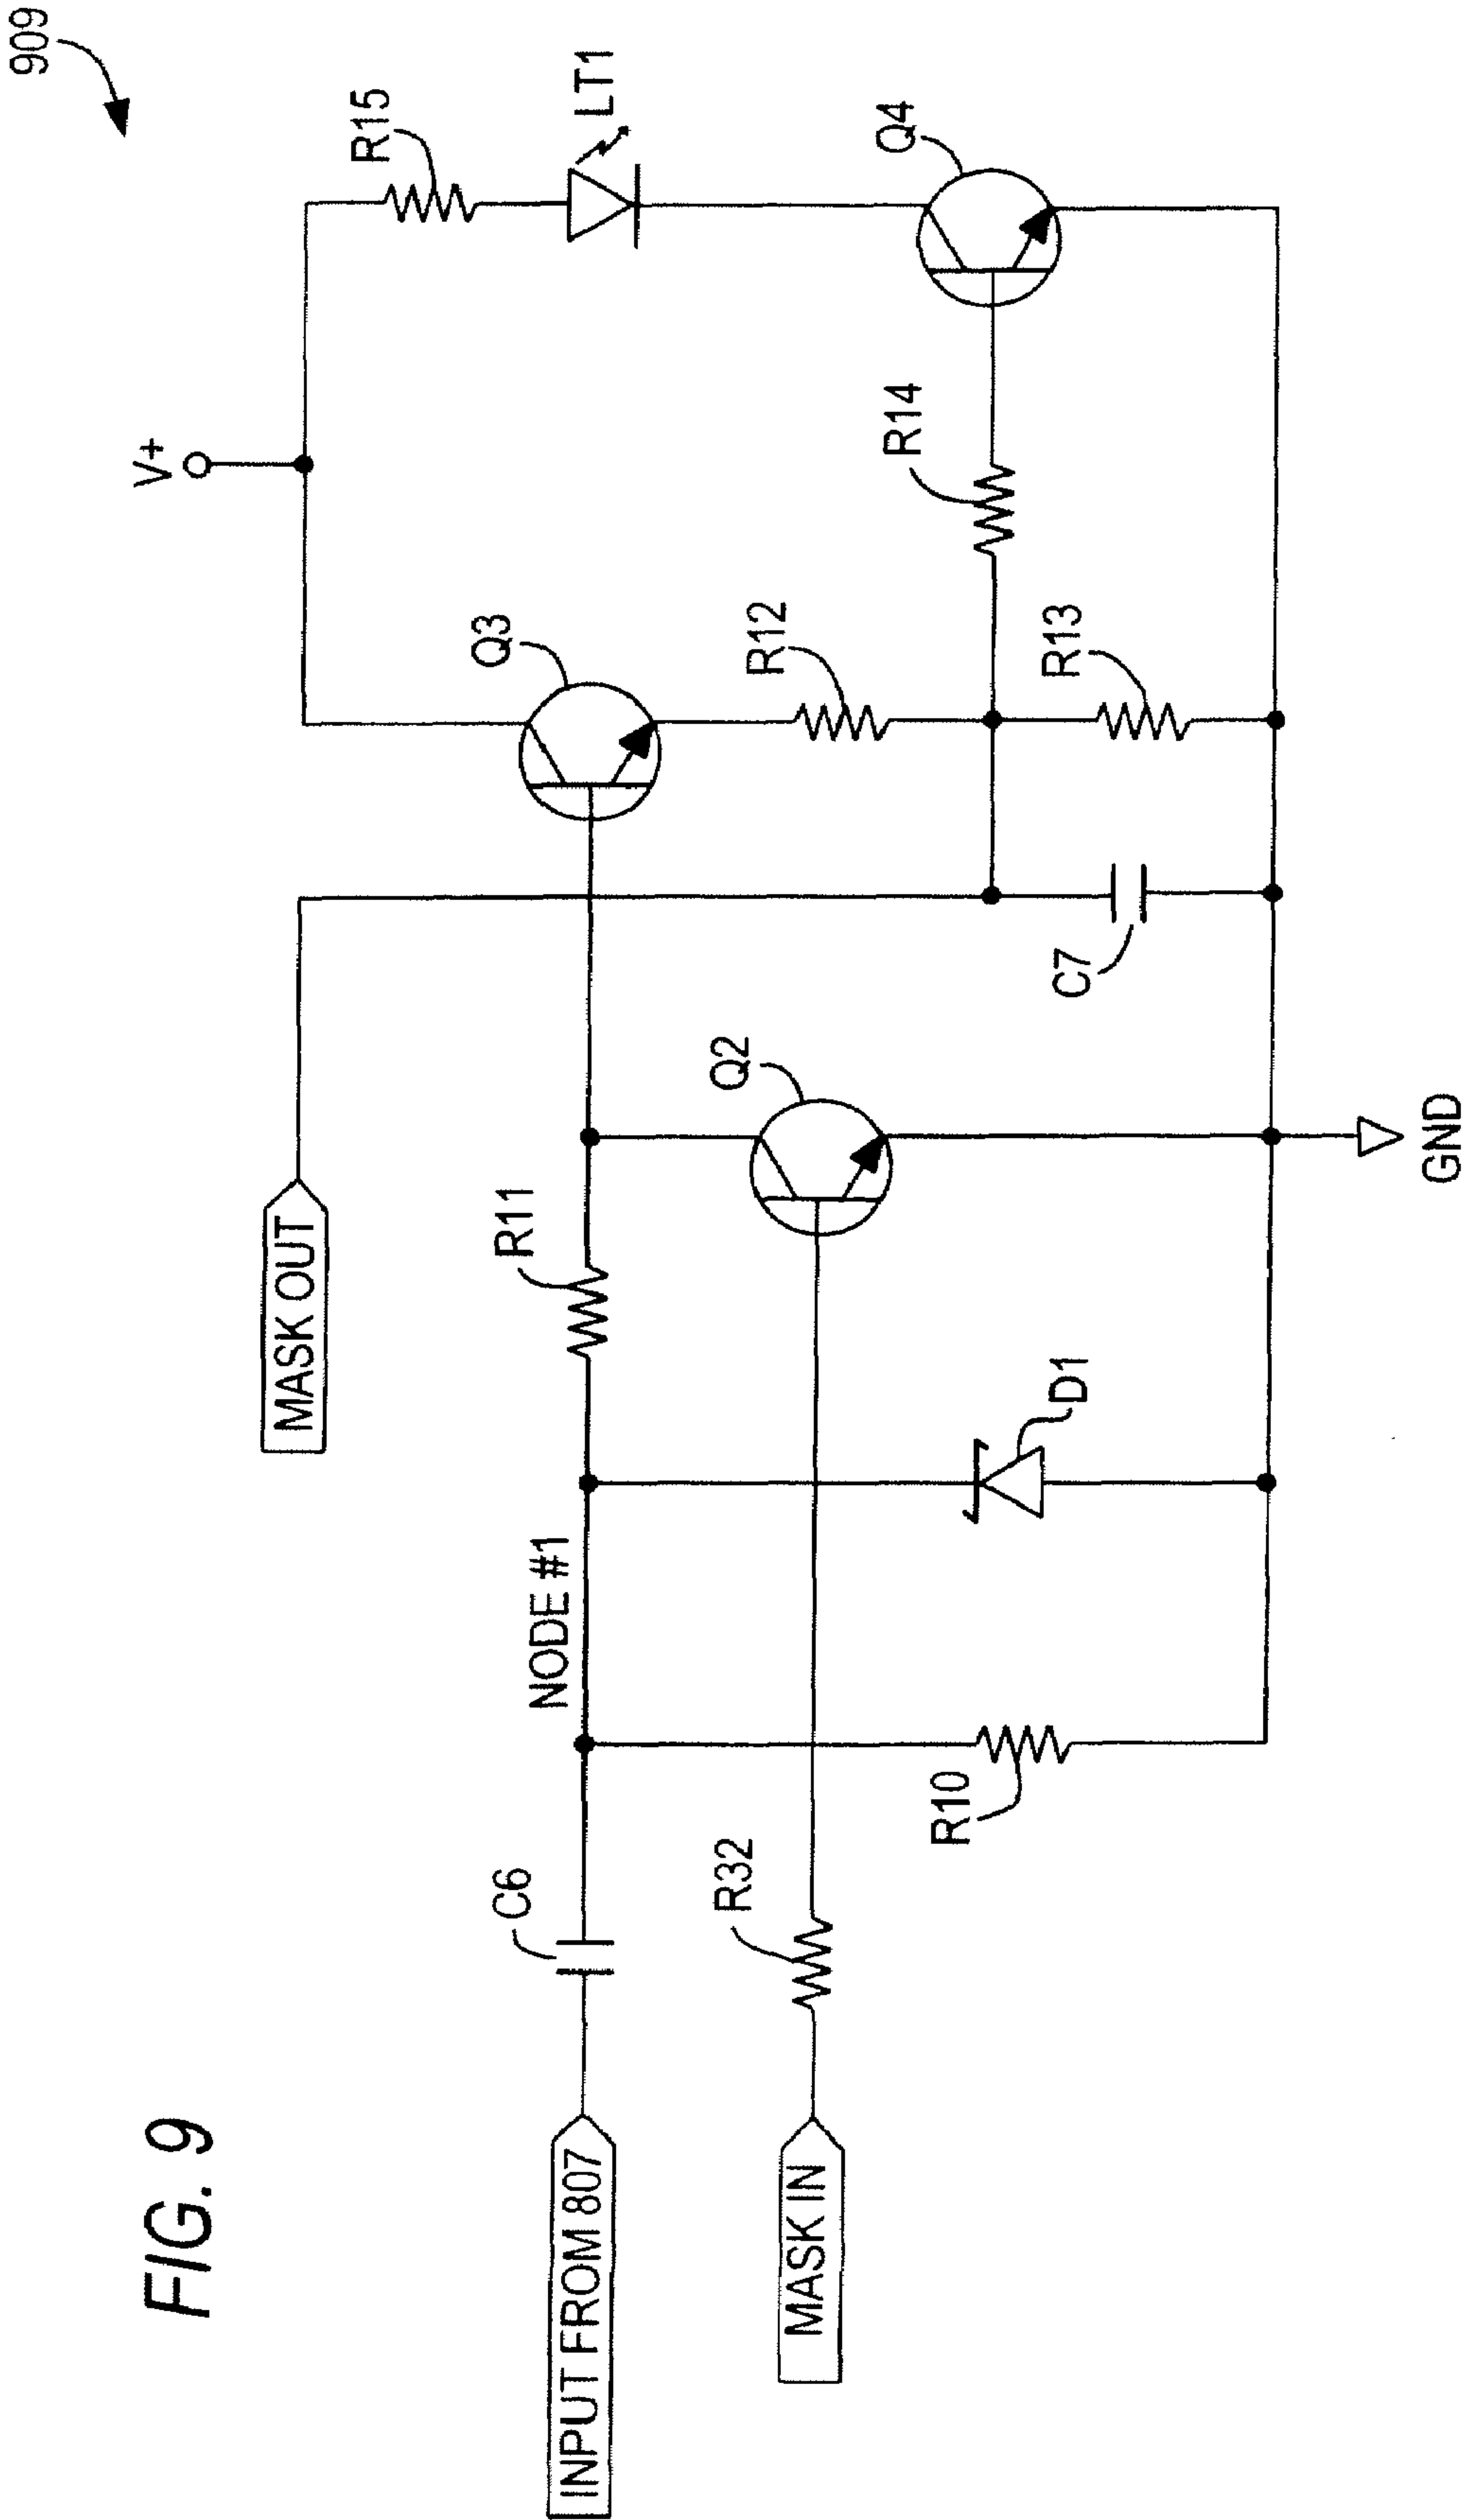 FIG. 9
909
V+
R15
LT1
Q3
Q4
MASK OUT
R12
R14
R11
NODE #1
C6
INPUT FROM 807
Q2
R13
C7
R32
MASK IN
R10
D1
GND